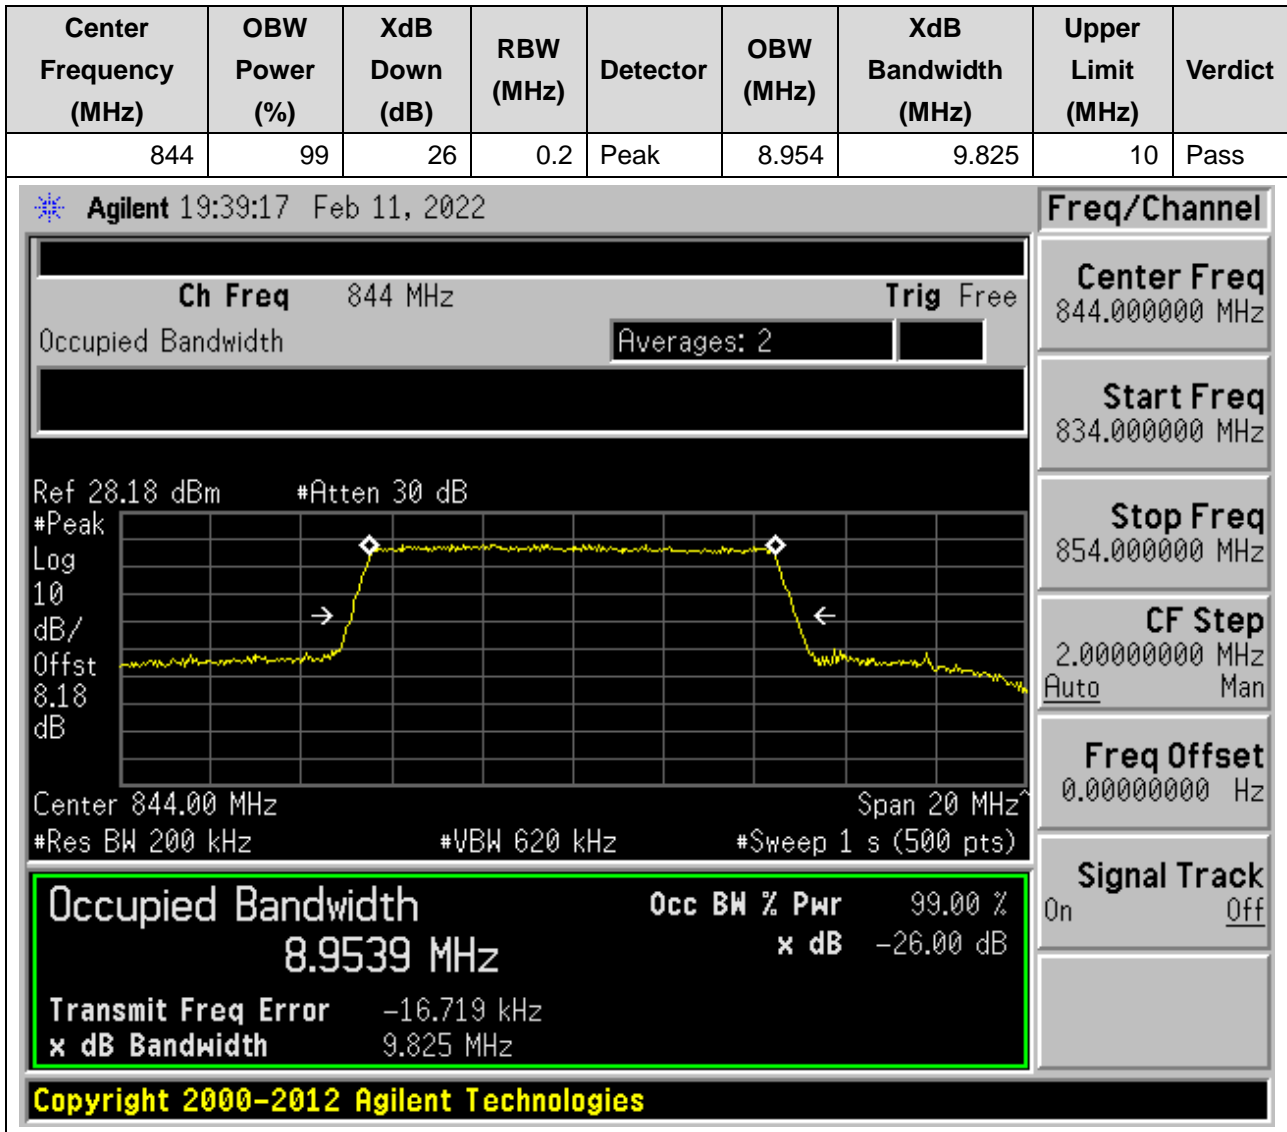 Center Frequency (MHz) OBW Power (%) XdB Down (dB) RBW (MHz) Detector OBW (MHz) XdB Bandwidth (MHz) Upper Limit (MHz) Verdict
844 99 26 0.2 Peak 8.954 9.825 10 Pass
Agilent 19:39:17 Feb 11, 2022
Freq/Channel
Ch Freq 844 MHz Trig Free
Occupied Bandwidth Averages: 2
Ref 28.18 dBm #Atten 30 dB
#Peak
Log
10
dB/
Offst
8.18
dB
Center 844.00 MHz Span 20 MHz^
#Res BW 200 kHz #VBW 620 kHz #Sweep 1 s (500 pts)
Occupied Bandwidth Occ BW % Pwr 99.00 %
8.9539 MHz x dB -26.00 dB
Transmit Freq Error -16.719 kHz
x dB Bandwidth 9.825 MHz
Center Freq
844.000000 MHz
Start Freq
834.000000 MHz
Stop Freq
854.000000 MHz
CF Step
2.00000000 MHz
Auto Man
Freq Offset
0.00000000 Hz
Signal Track
On Off
Copyright 2000-2012 Agilent Technologies